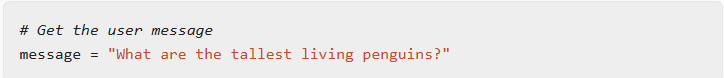 # Get the user message
message = "What are the tallest living penguins?"